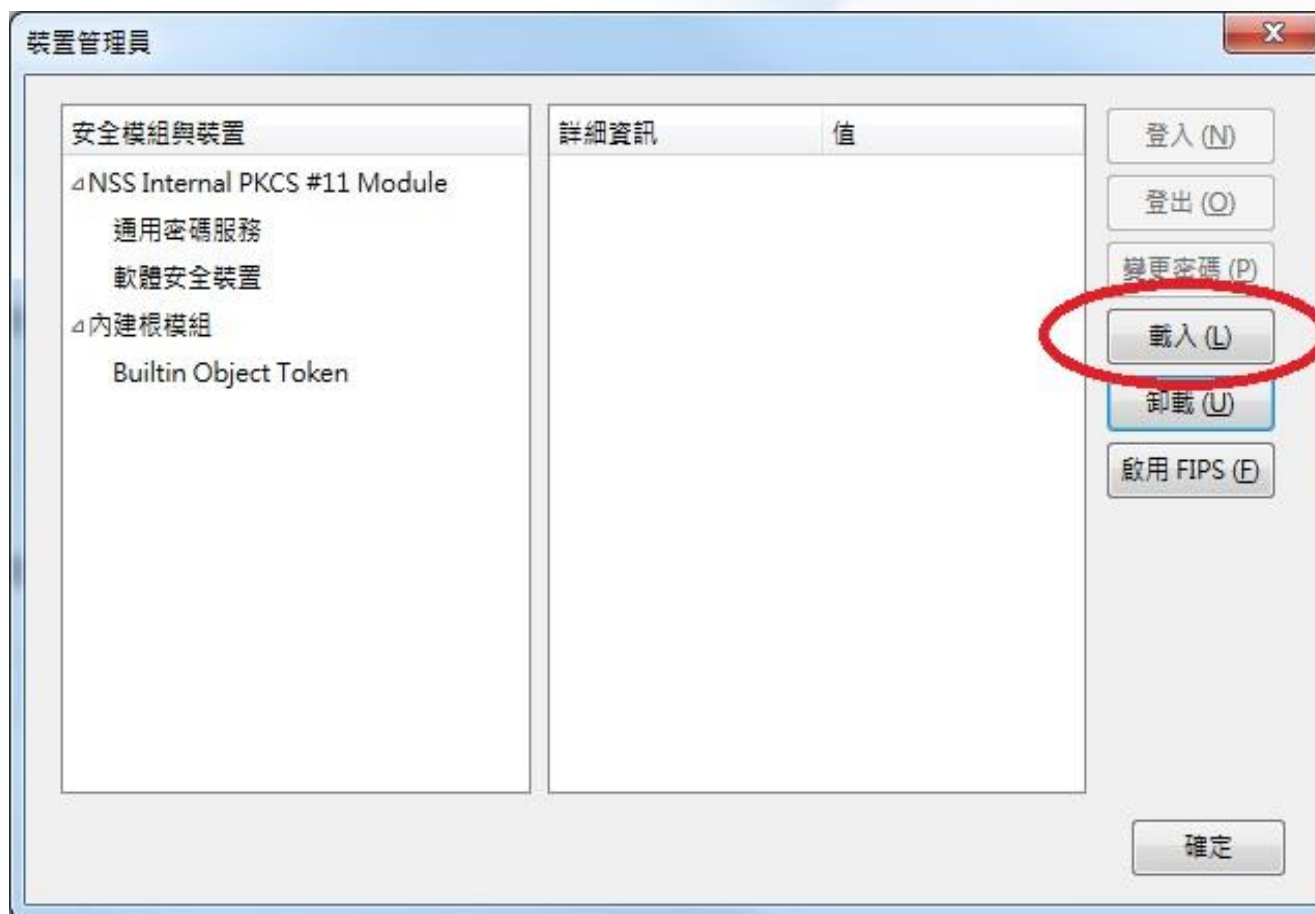 裝置管理員
安全模組與裝置
NSS Internal PKCS #11 Module
通用密碼服務
軟體安全裝置
內建根模組
Builtin Object Token
詳細資訊 值
登入 (N)
登出 (O)
變更密碼 (P)
載入 (L)
卸載 (U)
啟用 FIPS (F)
確定